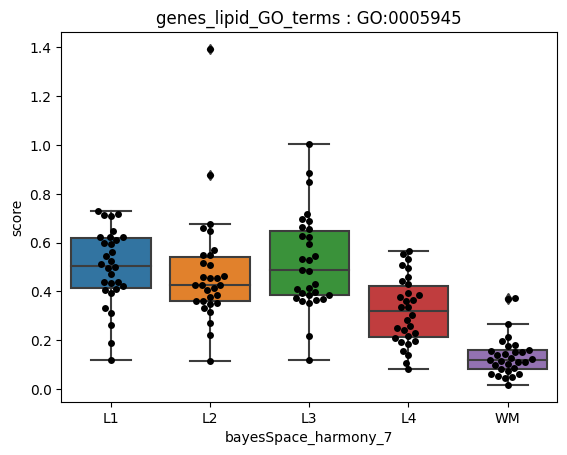 genes_lipid_GO_terms : GO:0005945
1.4
1.2
1.0
0.8
0.6
0.4
0.2
0.0
score
L1 L2 L3 L4 WM
bayesSpace_harmony_7